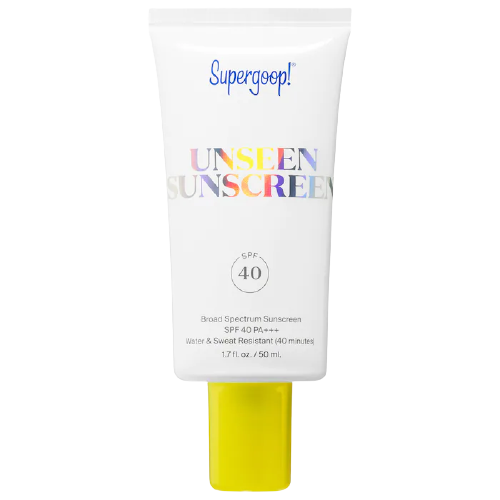 Supergoop!®
UNSEEN
SUNSCREEN
SPF
40
Broad Spectrum Sunscreen
SPF 40 PA+++
Water & Sweat Resistant (40 minutes)
1.7 fl. oz. / 50 ml.